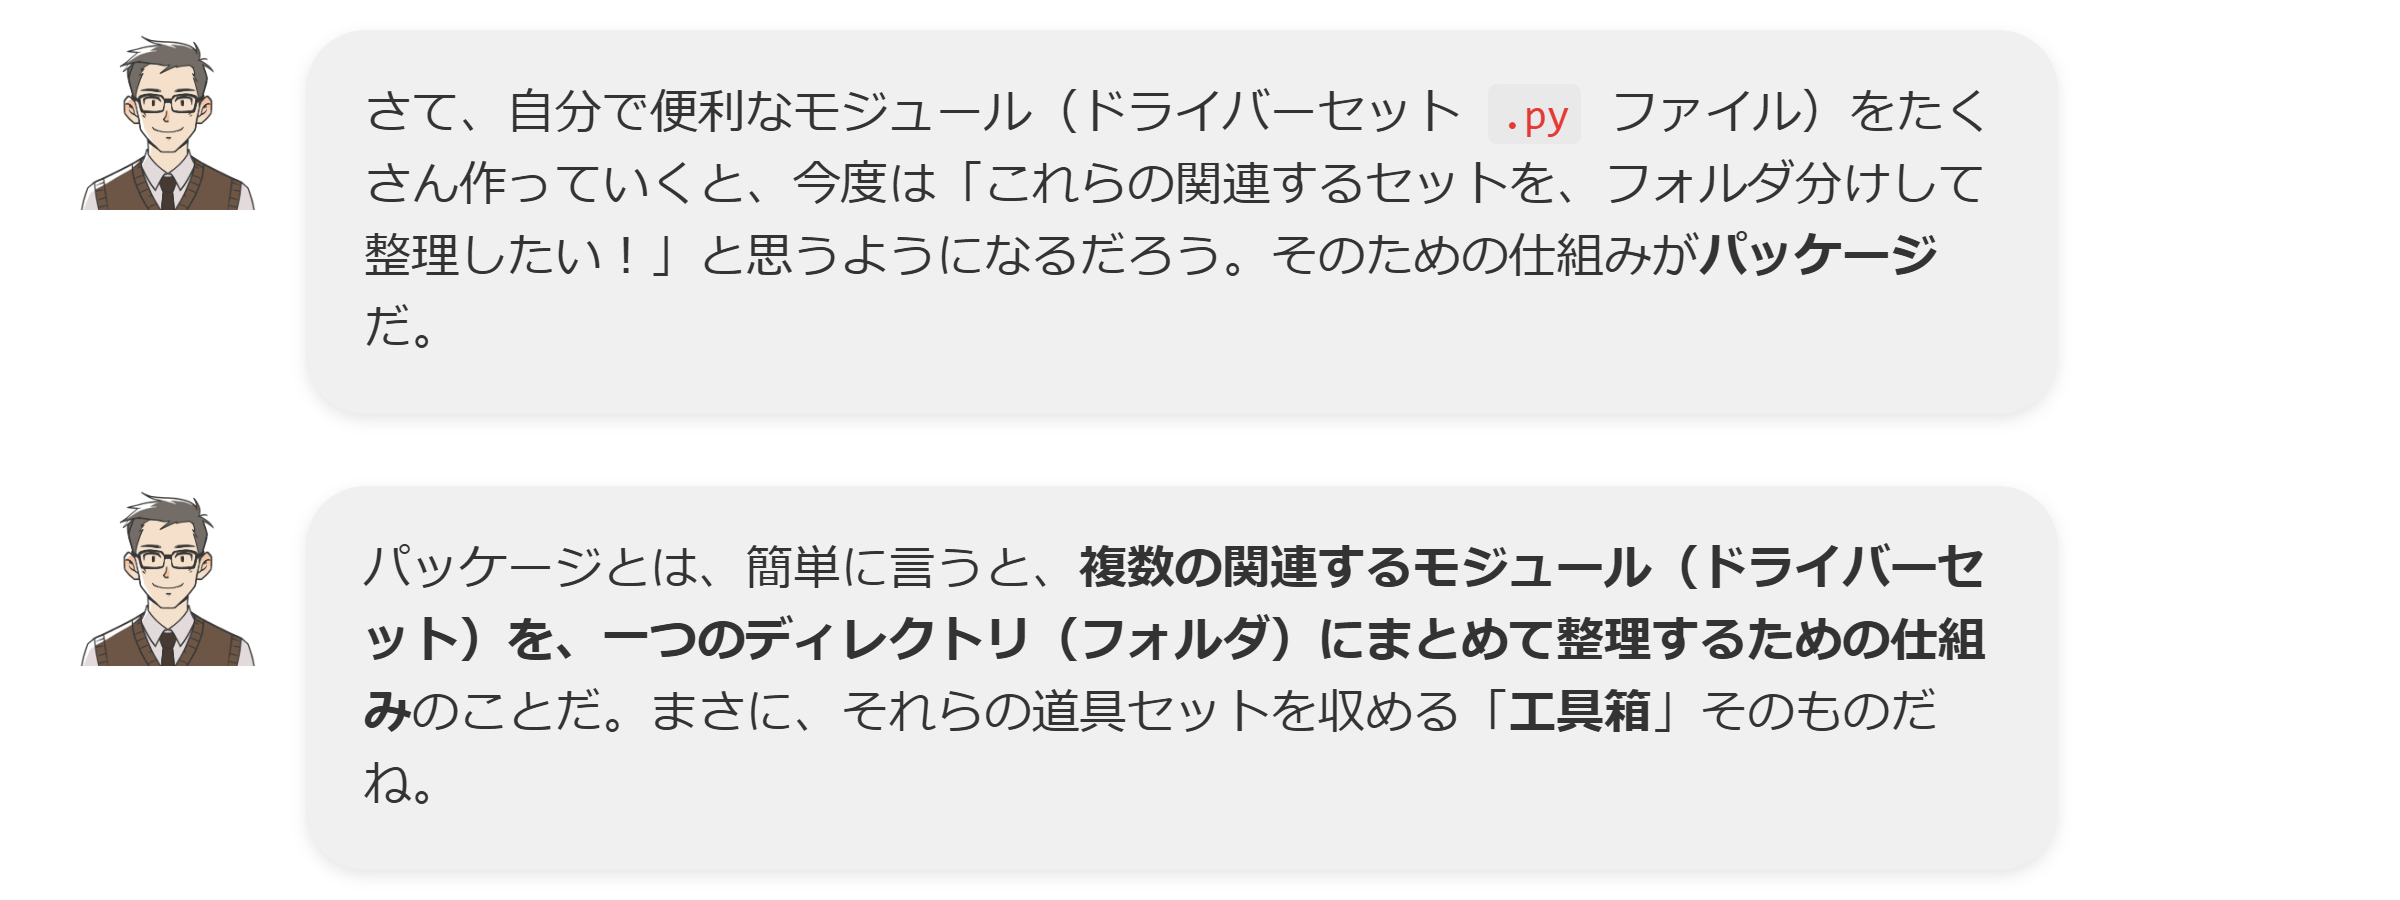 さて、自分で便利なモジュール（ドライバーセット .py ファイル）をたく
さん作っていくと、今度は「これらの関連するセットを、フォルダ分けして
整理したい！」と思うようになるだろう。そのための仕組みがパッケージ
だ。
パッケージとは、簡単に言うと、複数の関連するモジュール（ドライバーセ
ット）を、一つのディレクトリ（フォルダ）にまとめて整理するための仕組
みのことだ。まさに、それらの道具セットを収める「工具箱」そのものだ
ね。